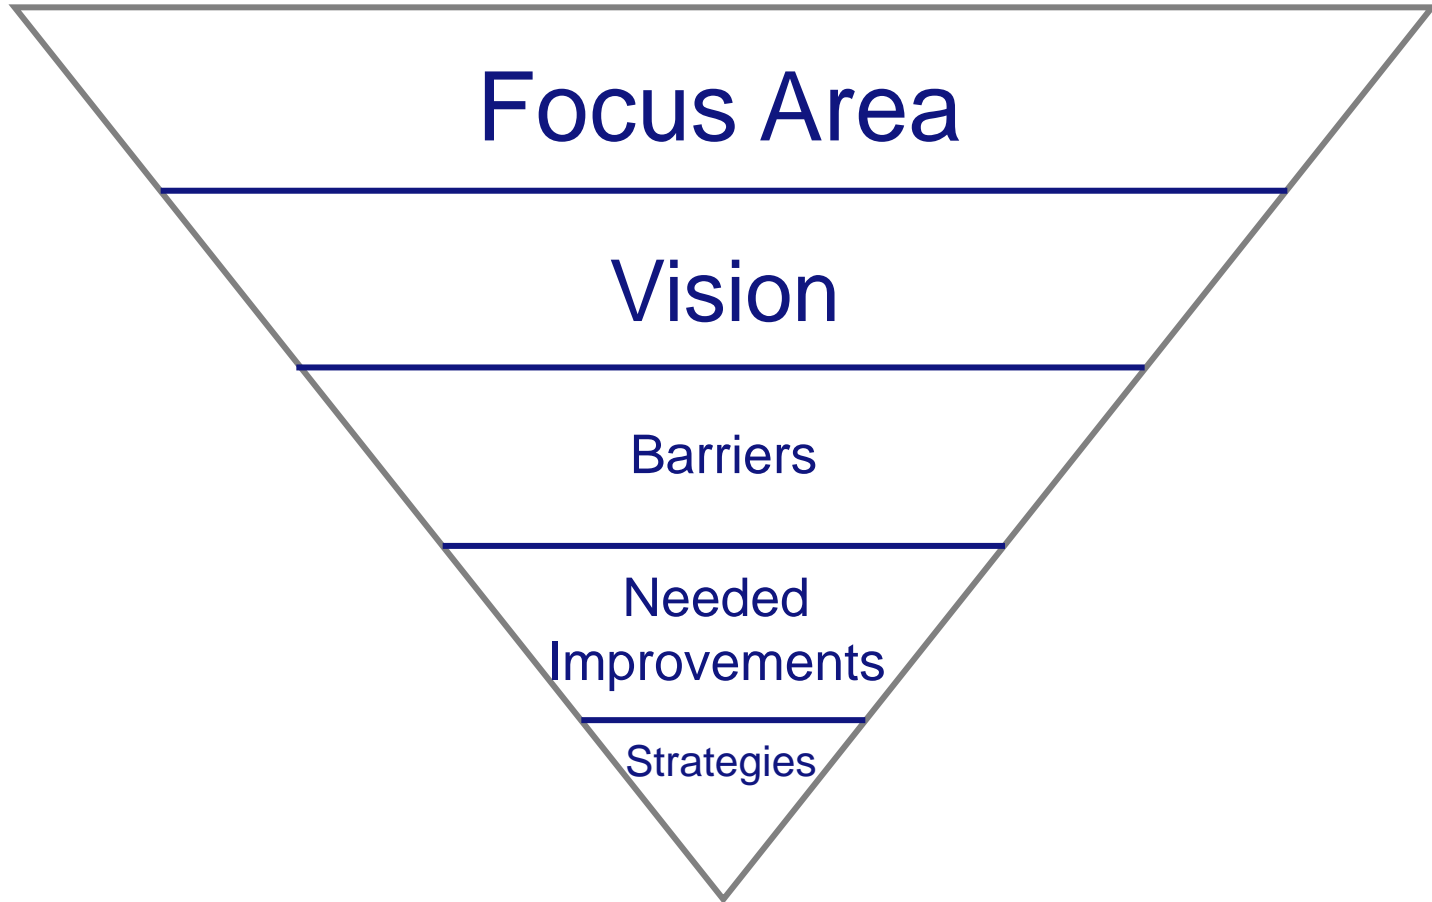 Focus Area
Vision
Barriers
Needed
Improvements
Strategies